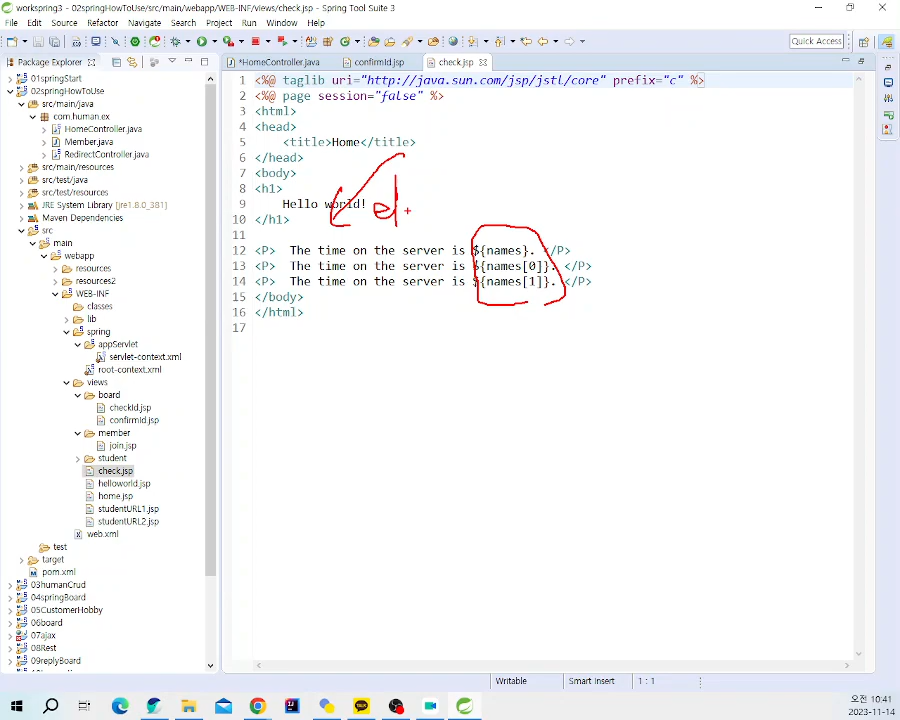 workspring3 - 02springHowToUse/src/main/webapp/WEB-INF/views/check.jsp - Spring Tool Suite 3
File Edit Source Refactor Navigate Search Project Run Window Help
Quick Access
Package Explorer
*HomeController.java
confirmId.jsp
check.jsp
01springStart
02springHowToUse
src/main/java
com.human.ex
HomeController.java
Member.java
RedirectController.java
src/main/resources
src/test/java
src/test/resources
JRE System Library [jre1.8.0_381]
Maven Dependencies
src
main
webapp
resources
resources2
WEB-INF
classes
lib
spring
appServlet
servlet-context.xml
root-context.xml
views
board
checkId.jsp
confirmId.jsp
member
join.jsp
student
check.jsp
helloworld.jsp
home.jsp
studentURL1.jsp
studentURL2.jsp
web.xml
test
target
pom.xml
03humanCrud
04springBoard
05CustomerHobby
06board
07ajax
08Rest
09replyBoard
1 <%@ taglib uri="http://java.sun.com/jsp/jstl/core" prefix="c" %>
2 <%@ page session="false" %>
3 <html>
4 <head>
5 <title>Home</title>
6 </head>
7 <body>
8 <h1>
9 Hello world!
el
10 </h1>
11
12 <P> The time on the server is ${names}. </P>
13 <P> The time on the server is ${names[0]}. </P>
14 <P> The time on the server is ${names[1]}. </P>
15 </body>
16 </html>
17
Writable
Smart Insert
1 : 1
오전 10:41
2023-11-14